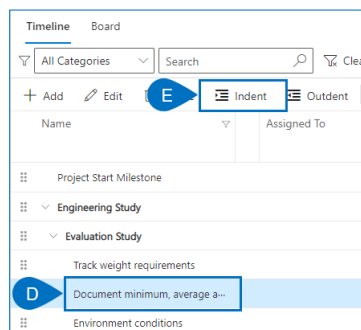 Timeline Board
All Categories Search Clea
+ Add Edit E Indent Outdent
Name Assigned To
Project Start Milestone
Engineering Study
Evaluation Study
Track weight requirements
D Document minimum, average a...
Environment conditions